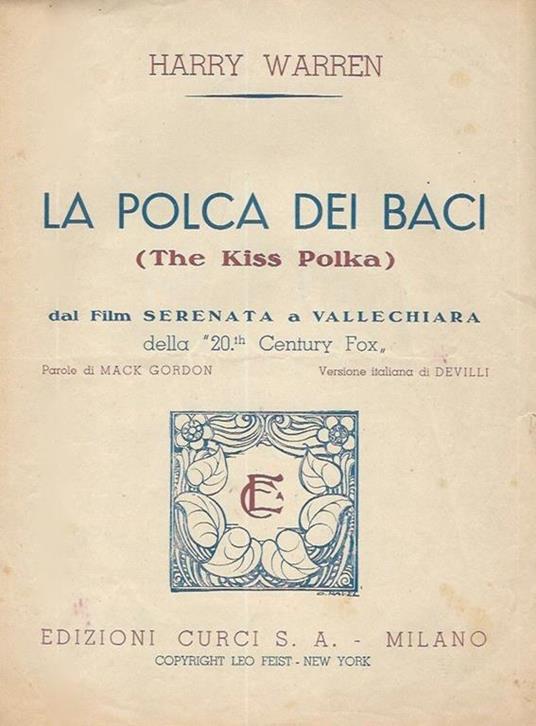 HARRY WARREN
LA POLCA DEI BACI
(The Kiss Polka)
dal Film SERENATA a VALLECHIARA
della "20.th Century Fox„
Parole di MACK GORDON Versione italiana di DEVILLI
EDIZIONI CURCI S. A. - MILANO
COPYRIGHT LEO FEIST - NEW YORK